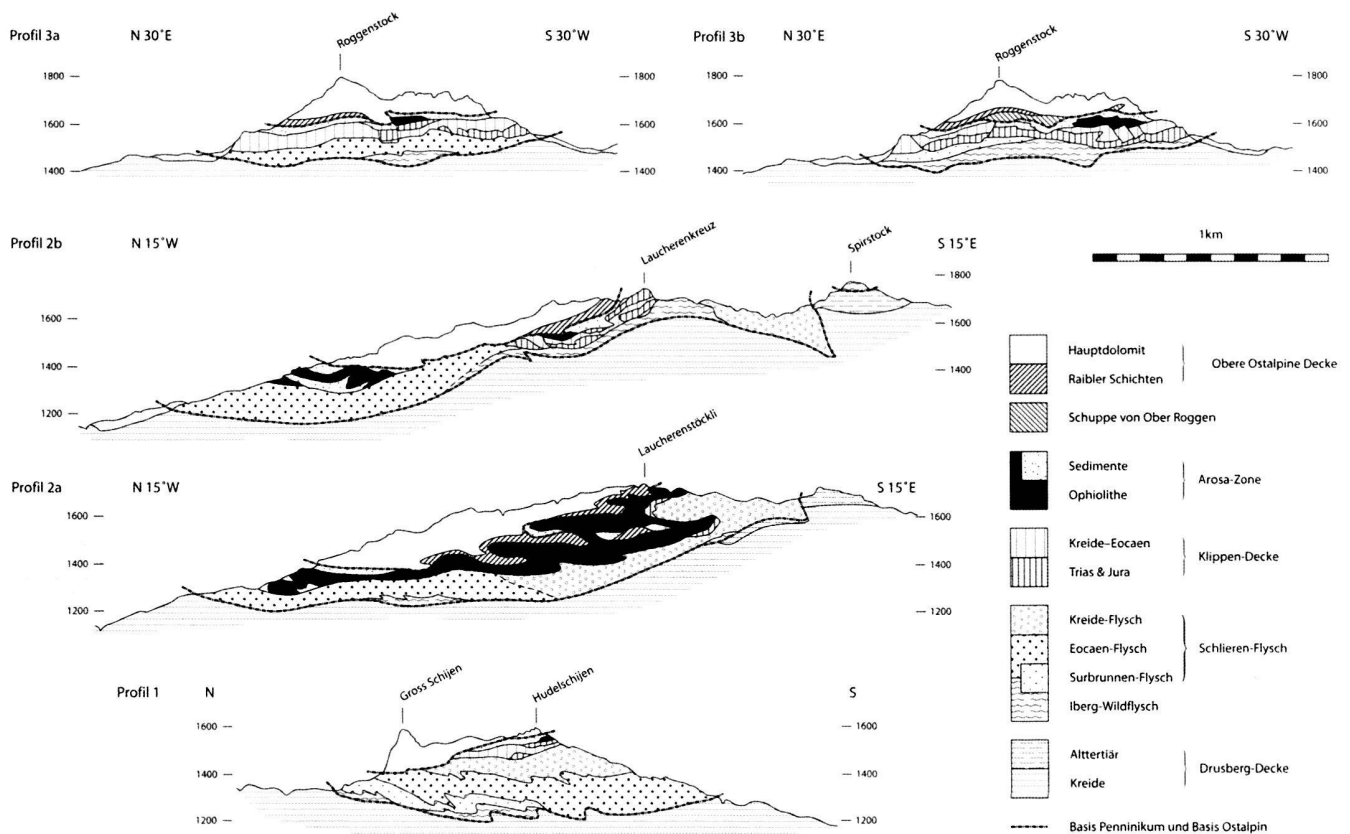 Profil 3a N 30°E Roggenstock S 30°W
1800 — — 1800
1600 — — 1600
1400 — — 1400
Profil 3b N 30°E Roggenstock S 30°W
1800 — — 1800
1600 — — 1600
1400 — — 1400
Profil 2b N 15°W Laucherenkreuz Spirstock S 15°E
1600 — — 1800
1400 — — 1600
1200 — — 1400
1km
Profil 2a N 15°W Laucherenstöckli S 15°E
1600 — — 1600
1400 — — 1400
1200 — — 1200
Profil 1 N Gross Schijen Hudelschijen S
1600 — — 1600
1400 — — 1400
1200 — — 1200
Hauptdolomit
Raibler Schichten
Obere Ostalpine Decke
Schuppe von Ober Roggen
Sedimente
Ophiolithe
Arosa-Zone
Kreide–Eocaen
Trias & Jura
Klippen-Decke
Kreide-Flysch
Eocaen-Flysch
Surbrunnen-Flysch
Schlieren-Flysch
Iberg-Wildflysch
Alttertiär
Kreide
Drusberg-Decke
Basis Penninikum und Basis Ostalpin